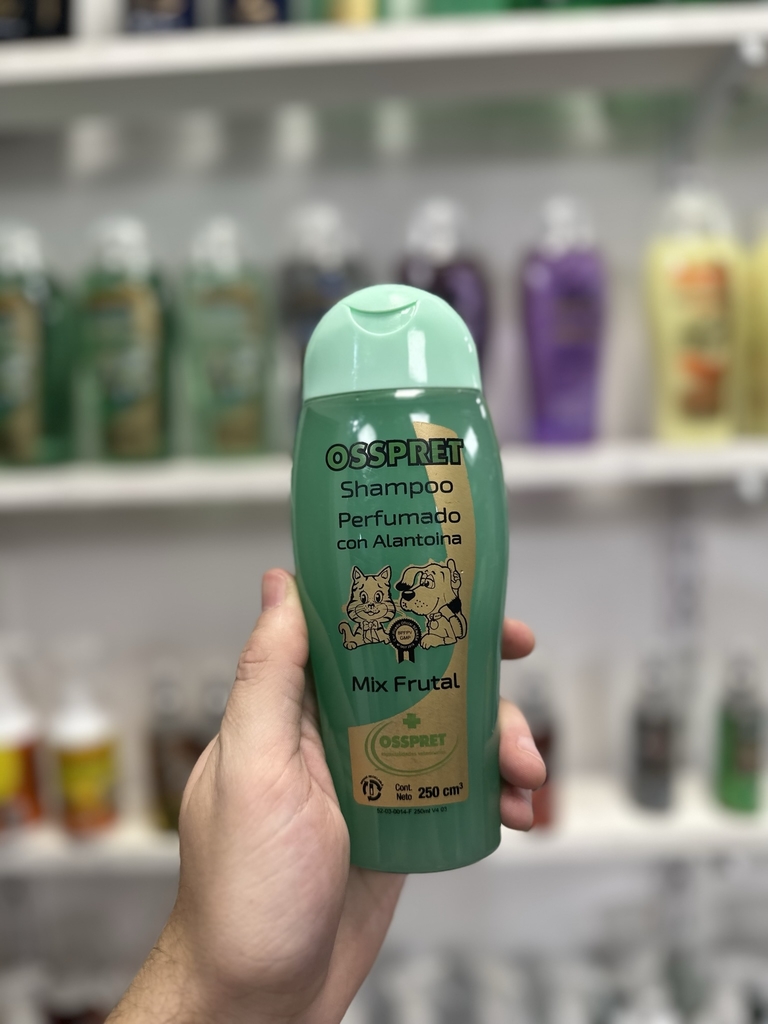 OSSPRET
Shampoo
Perfumado
con Alantoina
Mix Frutal
OSSPRET
Cont.
Neto 250 cm³